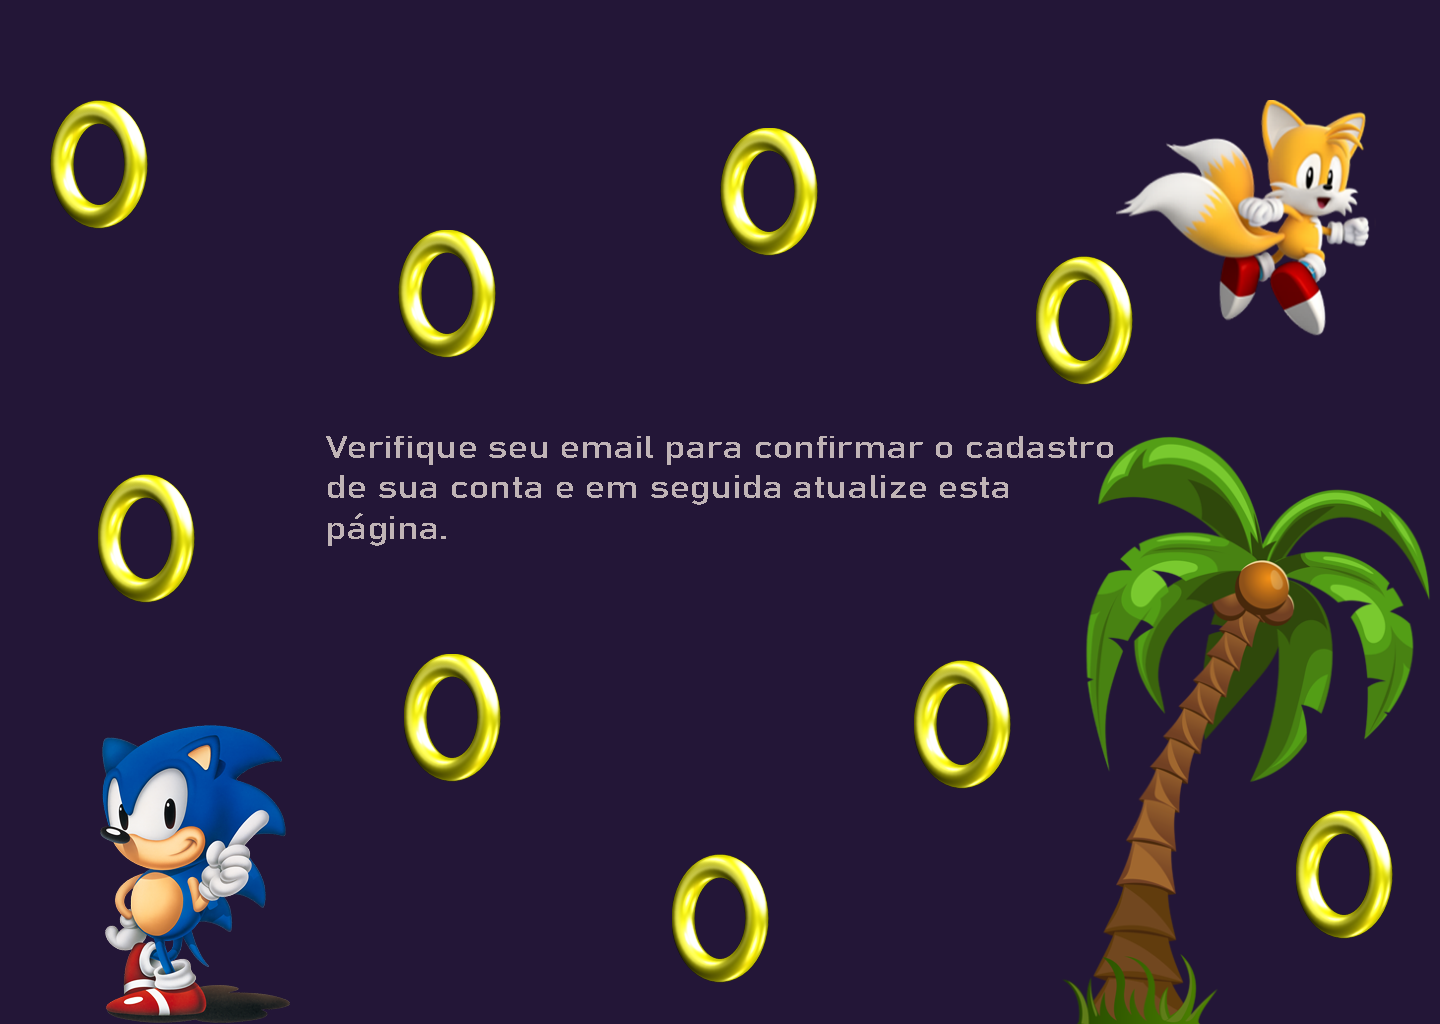 Verifique seu email para confirmar o cadastro
de sua conta e em seguida atualize esta
página.